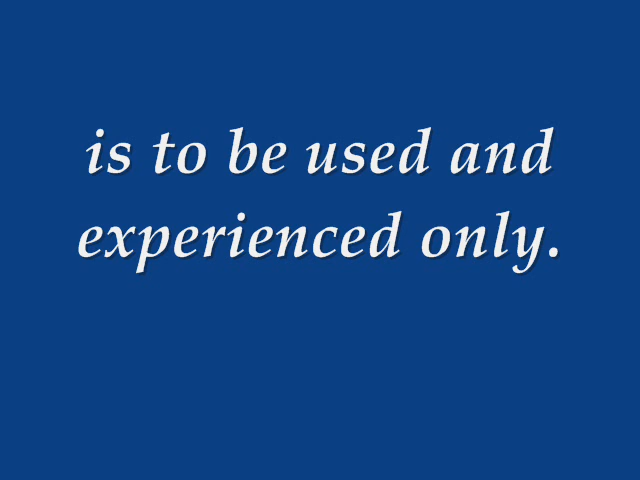 is to be used and
experienced only.